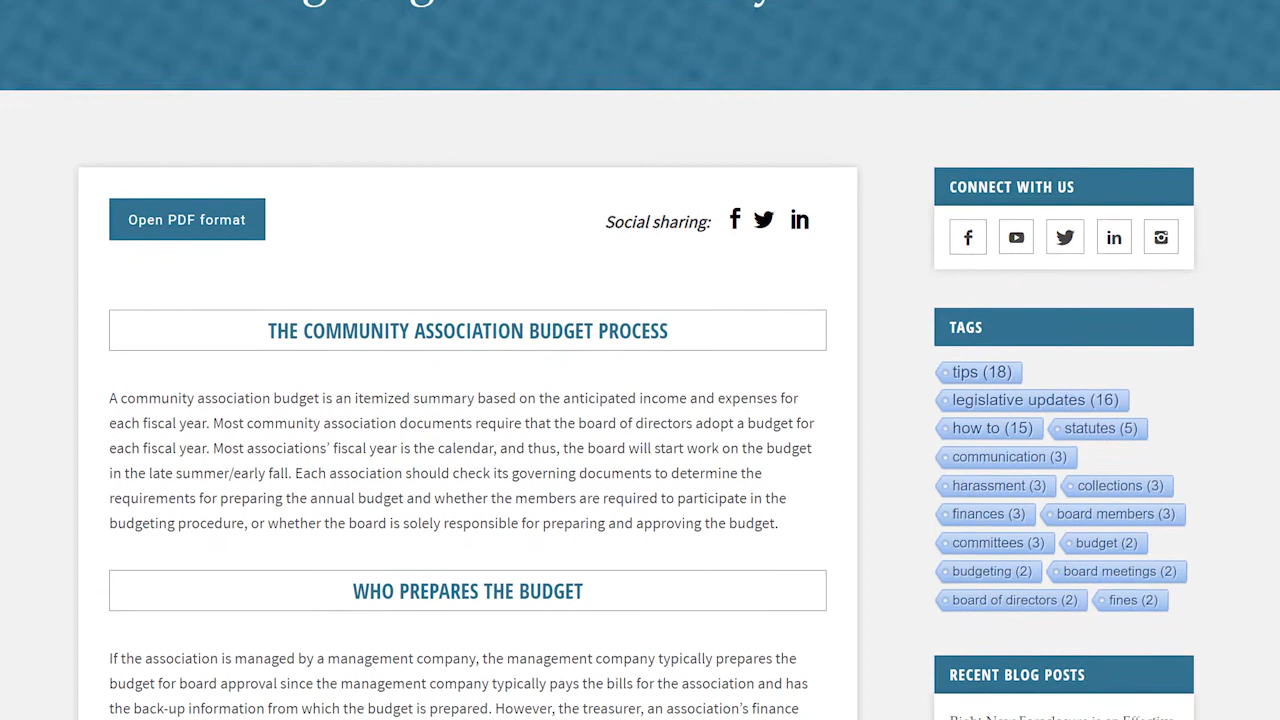 Open PDF format
Social sharing:
THE COMMUNITY ASSOCIATION BUDGET PROCESS
A community association budget is an itemized summary based on the anticipated income and expenses for
each fiscal year. Most community association documents require that the board of directors adopt a budget for
each fiscal year. Most associations’ fiscal year is the calendar, and thus, the board will start work on the budget
in the late summer/early fall. Each association should check its governing documents to determine the
requirements for preparing the annual budget and whether the members are required to participate in the
budgeting procedure, or whether the board is solely responsible for preparing and approving the budget.
WHO PREPARES THE BUDGET
If the association is managed by a management company, the management company typically prepares the
budget for board approval since the management company typically pays the bills for the association and has
the back-up information from which the budget is prepared. However, the treasurer, an association’s finance
CONNECT WITH US
TAGS
tips (18)
legislative updates (16)
how to (15) statutes (5)
communication (3)
harassment (3) collections (3)
finances (3) board members (3)
committees (3) budget (2)
budgeting (2) board meetings (2)
board of directors (2) fines (2)
RECENT BLOG POSTS